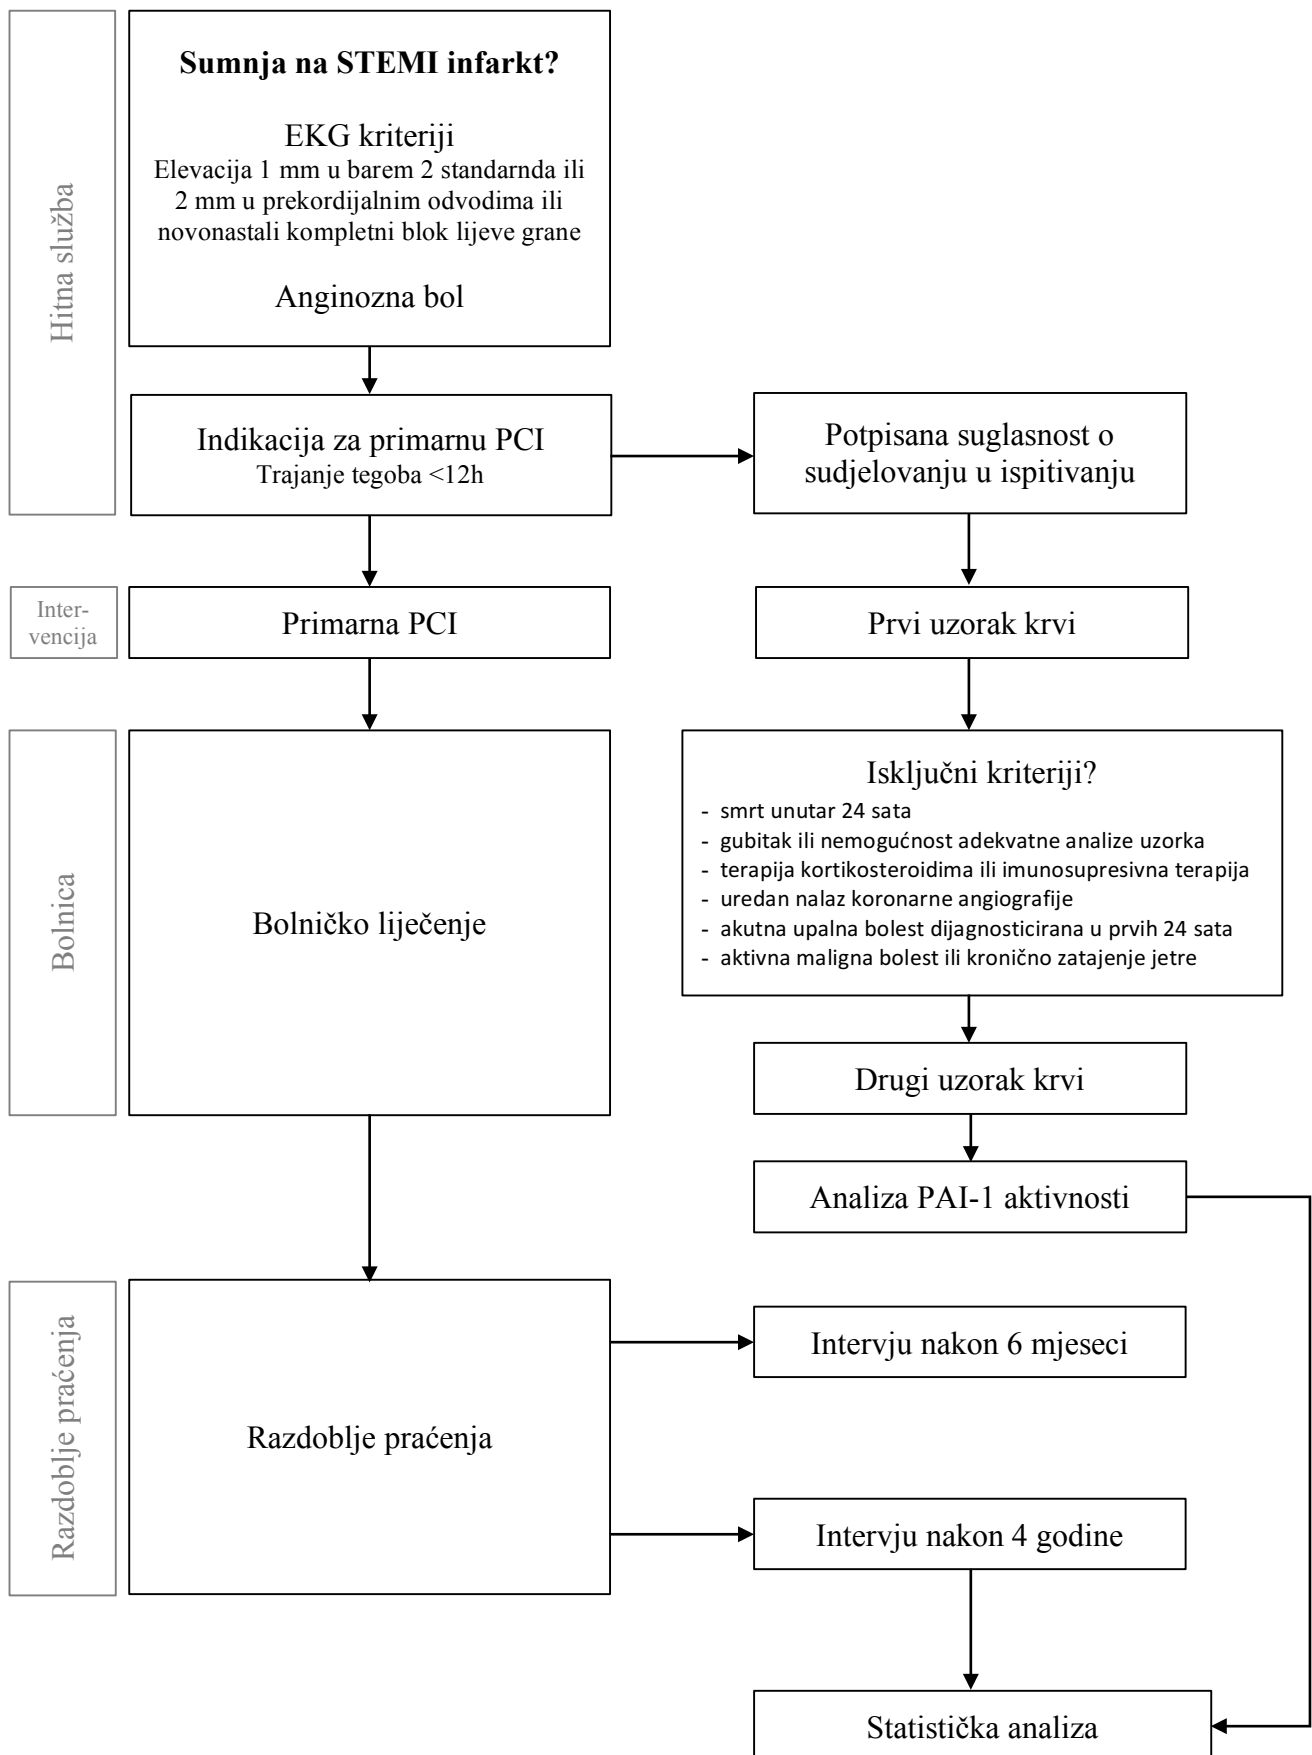 Hitna služba
Sumnja na STEMI infarkt?
EKG kriteriji
Elevacija 1 mm u barem 2 standarnda ili
2 mm u prekordijalnim odvodima ili
novonastali kompletni blok lijeve grane
Anginozna bol
Indikacija za primarnu PCI
Trajanje tegoba <12h
Potpisana suglasnost o
sudjelovanju u ispitivanju
Inter-
vencija
Primarna PCI
Prvi uzorak krvi
Bolnica
Bolničko liječenje
Isključni kriteriji?
- smrt unutar 24 sata
- gubitak ili nemogućnost adekvatne analize uzorka
- terapija kortikosteroidima ili imunosupresivna terapija
- uredan nalaz koronarne angiografije
- akutna upalna bolest dijagnosticirana u prvih 24 sata
- aktivna maligna bolest ili kronično zatajenje jetre
Drugi uzorak krvi
Analiza PAI-1 aktivnosti
Razdoblje praćenja
Razdoblje praćenja
Intervju nakon 6 mjeseci
Intervju nakon 4 godine
Statistička analiza